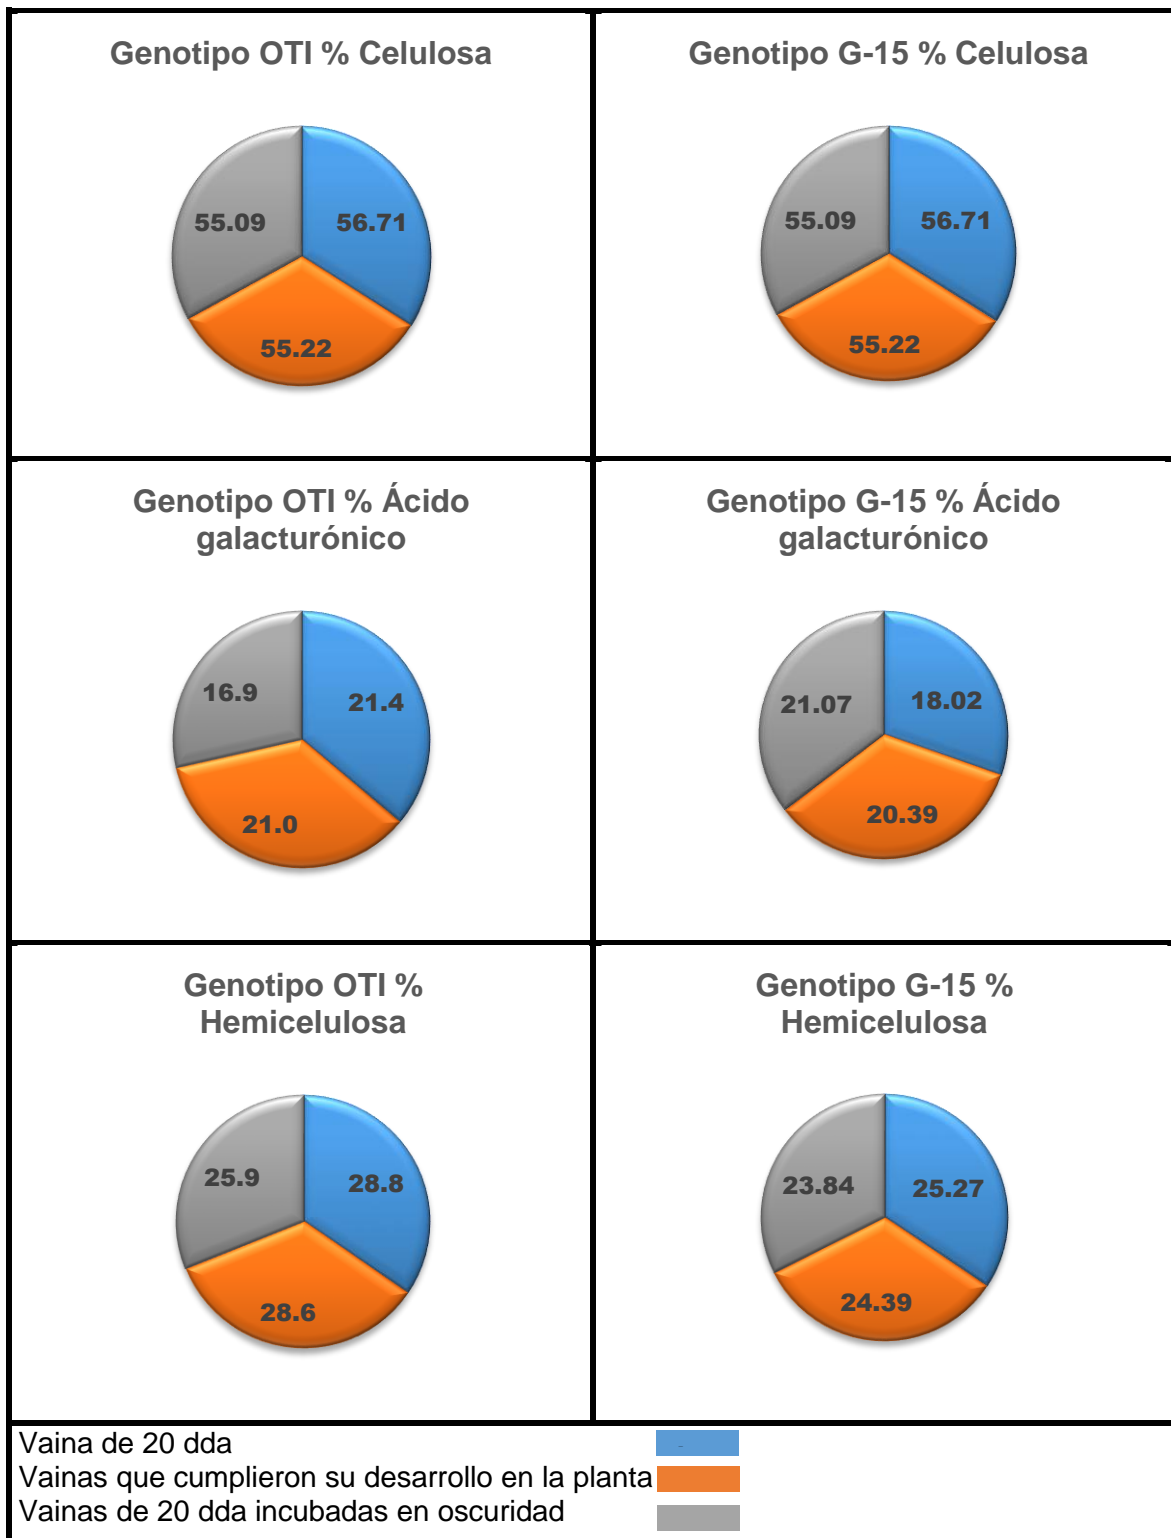 Genotipo OTI % Celulosa
55.09
56.71
55.22
Genotipo G-15 % Celulosa
55.09
56.71
55.22
Genotipo OTI % Ácido
galacturónico
16.9
21.4
21.0
Genotipo G-15 % Ácido
galacturónico
21.07
18.02
20.39
Genotipo OTI %
Hemicelulosa
25.9
28.8
28.6
Genotipo G-15 %
Hemicelulosa
23.84
25.27
24.39
Vaina de 20 dda
Vainas que cumplieron su desarrollo en la planta
Vainas de 20 dda incubadas en oscuridad